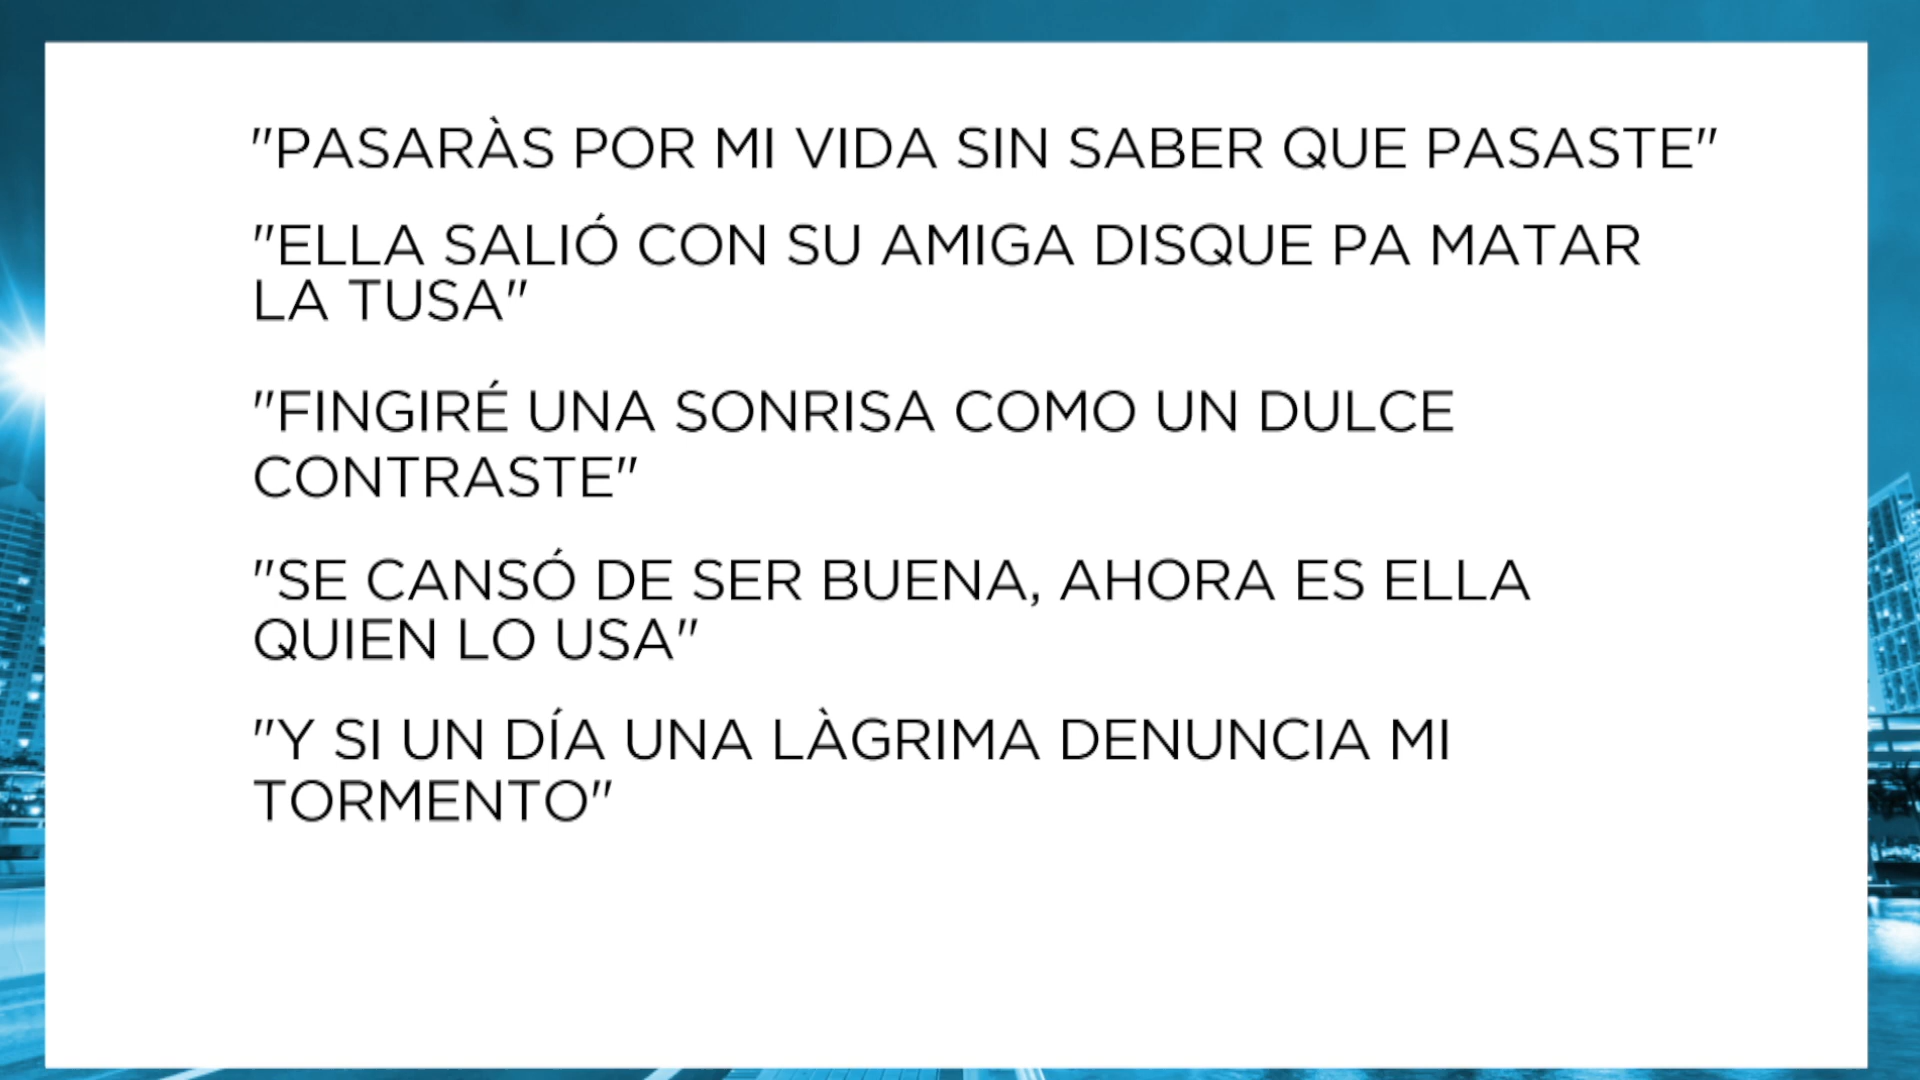 "PASARÀS POR MI VIDA SIN SABER QUE PASASTE"
"ELLA SALIÓ CON SU AMIGA DISQUE PA MATAR
LA TUSA"
"FINGIRÉ UNA SONRISA COMO UN DULCE
CONTRASTE"
"SE CANSÓ DE SER BUENA, AHORA ES ELLA
QUIEN LO USA"
"Y SI UN DÍA UNA LÀGRIMA DENUNCIA MI
TORMENTO"